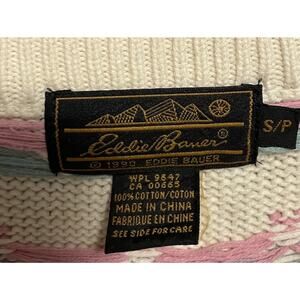 Eddie Bauer ®
© 1990 EDDIE BAUER
S/P
WPL 9647
CA 00665
100% COTTON/COTON
MADE IN CHINA
FABRIQUE EN CHINE
SEE SIDE FOR CARE